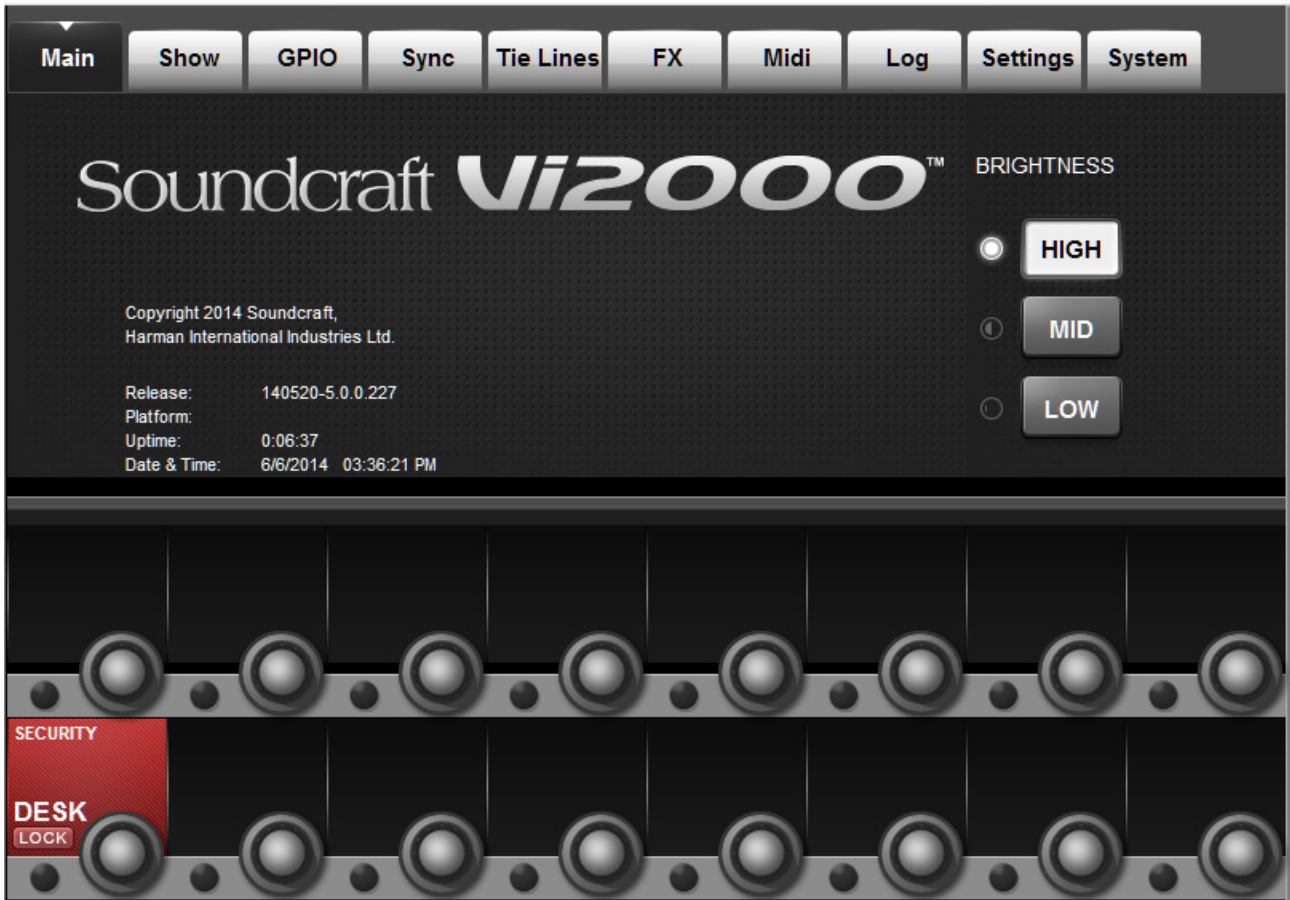 Main Show GPIO Sync Tie Lines FX Midi Log Settings System
Soundcraft Vi2000™
BRIGHTNESS
HIGH
MID
LOW
Copyright 2014 Soundcraft,
Harman International Industries Ltd.
Release: 140520-5.0.0.227
Platform:
Uptime: 0:06:37
Date & Time: 6/6/2014 03:36:21 PM
SECURITY
DESK
LOCK